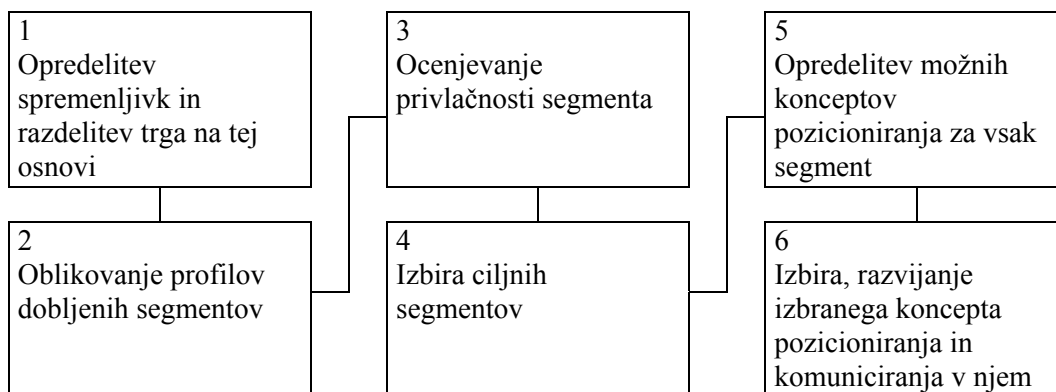 1
Opredelitev
spremenljivk in
razdelitev trga na tej
osnovi
2
Oblikovanje profilov
dobljenih segmentov
3
Ocenjevanje
privlačnosti segmenta
4
Izbira ciljnih
segmentov
5
Opredelitev možnih
konceptov
pozicioniranja za vsak
segment
6
Izbira, razvijanje
izbranega koncepta
pozicioniranja in
komuniciranja v njem